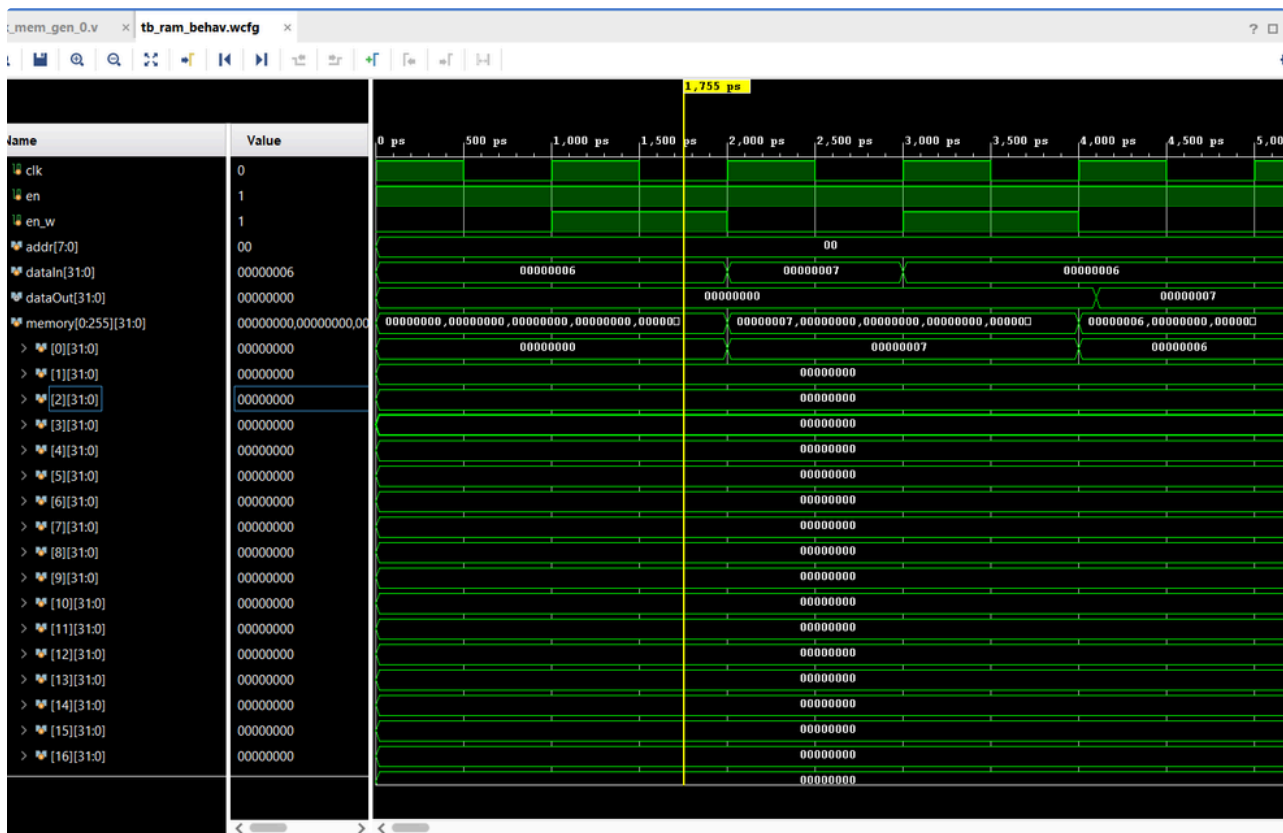 _mem_gen_0.v × tb_ram_behav.wcfg × ?
1,755 ps
Name Value 0 ps 500 ps 1,000 ps 1,500 ps 2,000 ps 2,500 ps 3,000 ps 3,500 ps 4,000 ps 4,500 ps 5,00
clk 0
en 1
en_w 1
addr[7:0] 00 00
dataIn[31:0] 00000006 00000006 00000007 00000006
dataOut[31:0] 00000000 00000000 00000007
memory[0:255][31:0] 00000000,00000000,00 00000000,00000000,00000000,00000000,00000 00000007,00000000,00000000,00000000,00000 00000006,00000000,00000
[0][31:0] 00000000 00000000 00000007 00000006
[1][31:0] 00000000 00000000
[2][31:0] 00000000 00000000
[3][31:0] 00000000 00000000
[4][31:0] 00000000 00000000
[5][31:0] 00000000 00000000
[6][31:0] 00000000 00000000
[7][31:0] 00000000 00000000
[8][31:0] 00000000 00000000
[9][31:0] 00000000 00000000
[10][31:0] 00000000 00000000
[11][31:0] 00000000 00000000
[12][31:0] 00000000 00000000
[13][31:0] 00000000 00000000
[14][31:0] 00000000 00000000
[15][31:0] 00000000 00000000
[16][31:0] 00000000 00000000
00000000